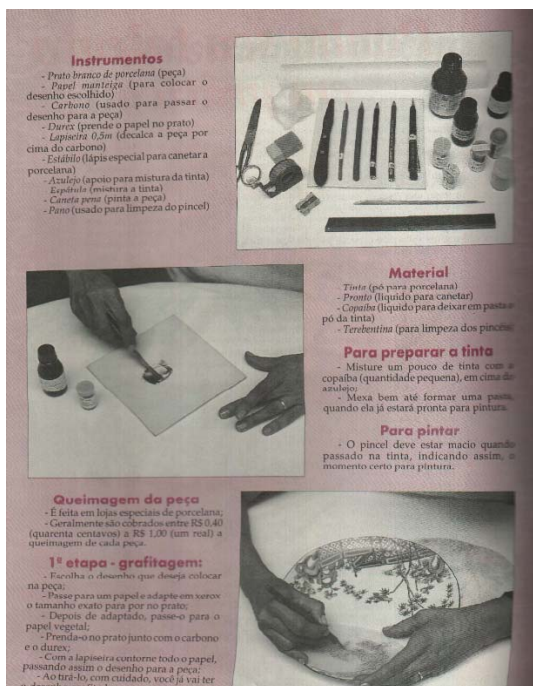 Instrumentos
- Prato branco de porcelana (peça)
- Papel manteiga (para colocar o
desenho escolhido)
- Carbono (usado para passar o
desenho para a peça)
- Durex (prende o papel no prato)
- Lapiseira 0,5m (decalca a peça por
cima do carbono)
- Estábilo (lápis especial para canetar a
porcelana)
- Azulejo (apoio para mistura da tinta)
Espátula (mistura a tinta)
- Caneta pena (pinta a peça)
- Pano (usado para limpeza do pincel)
Material
- Tinta (pó para porcelana)
- Pronto (líquido para canetar)
- Copaíba (líquido para deixar em pasta o
pó da tinta)
- Terebentina (para limpeza dos pincéis)
Para preparar a tinta
- Misture um pouco de tinta com a
copaíba (quantidade pequena), em cima do
azulejo;
- Mexa bem até formar uma pasta,
quando ela já estará pronta para pintura.
Para pintar
- O pincel deve estar macio quando
passado na tinta, indicando assim, o
momento certo para pintura.
Queimagem da peça
- É feita em lojas especiais de porcelana;
- Geralmente são cobrados entre R$ 0,40
(quarenta centavos) a R$ 1,00 (um real) a
queimagem de cada peça.
1ª etapa - grafitagem:
- Escolha o desenho que deseja colocar
na peça;
- Passe para um papel e adapte em xerox
o tamanho exato para por no prato;
- Depois de adaptado, passe-o para o
papel vegetal;
- Prenda-o no prato junto com o carbono
e o durex;
- Com a lapiseira contorne todo o papel,
passando assim o desenho para a peça;
- Ao tirá-lo, com cuidado, você já vai ter